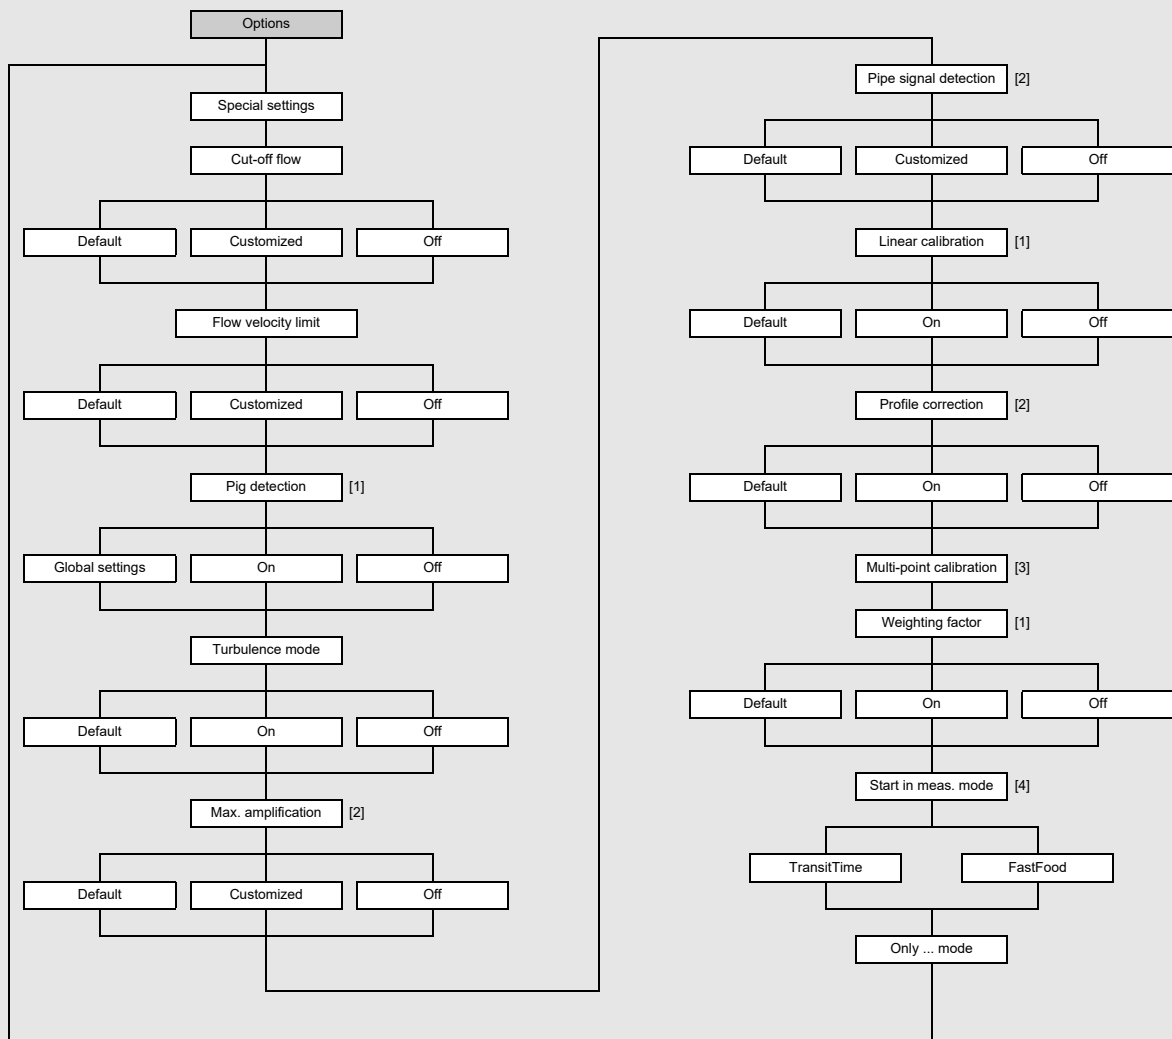 Options
Special settings
Cut-off flow
Default Customized Off
Flow velocity limit
Default Customized Off
Pig detection [1]
Global settings On Off
Turbulence mode
Default On Off
Max. amplification [2]
Default Customized Off
Pipe signal detection [2]
Default Customized Off
Linear calibration [1]
Default On Off
Profile correction [2]
Default On Off
Multi-point calibration [3]
Weighting factor [1]
Default On Off
Start in meas. mode [4]
TransitTime FastFood
Only ... mode